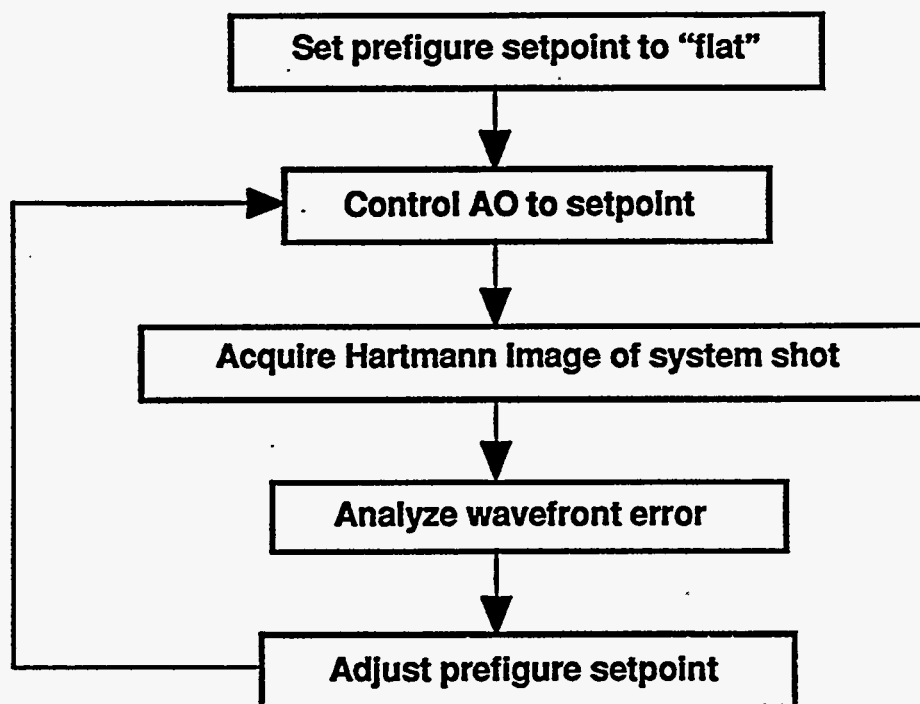 Set prefigure setpoint to “flat”
Control AO to setpoint
Acquire Hartmann image of system shot
Analyze wavefront error
Adjust prefigure setpoint